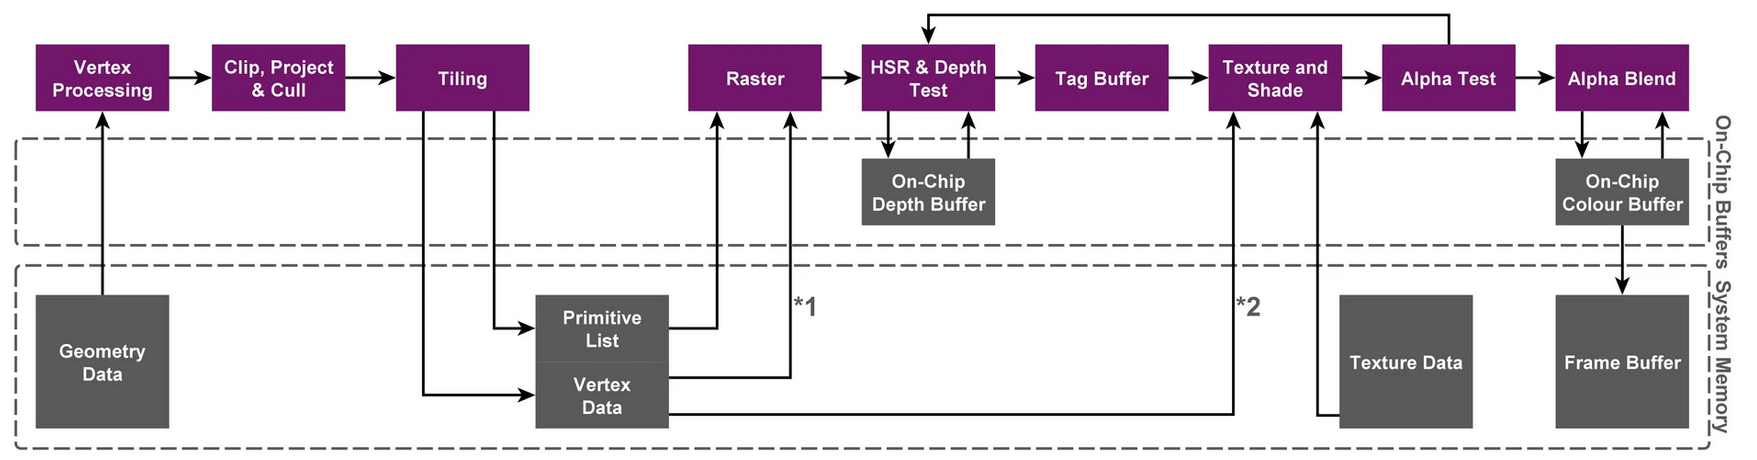 Vertex
Processing
Clip, Project
& Cull
Tiling
Raster
HSR & Depth
Test
Tag Buffer
Texture and
Shade
Alpha Test
Alpha Blend
On-Chip
Depth Buffer
On-Chip
Colour Buffer
On-Chip Buffers
Geometry
Data
Primitive
List
Vertex
Data
*1
*2
Texture Data
Frame Buffer
System Memory